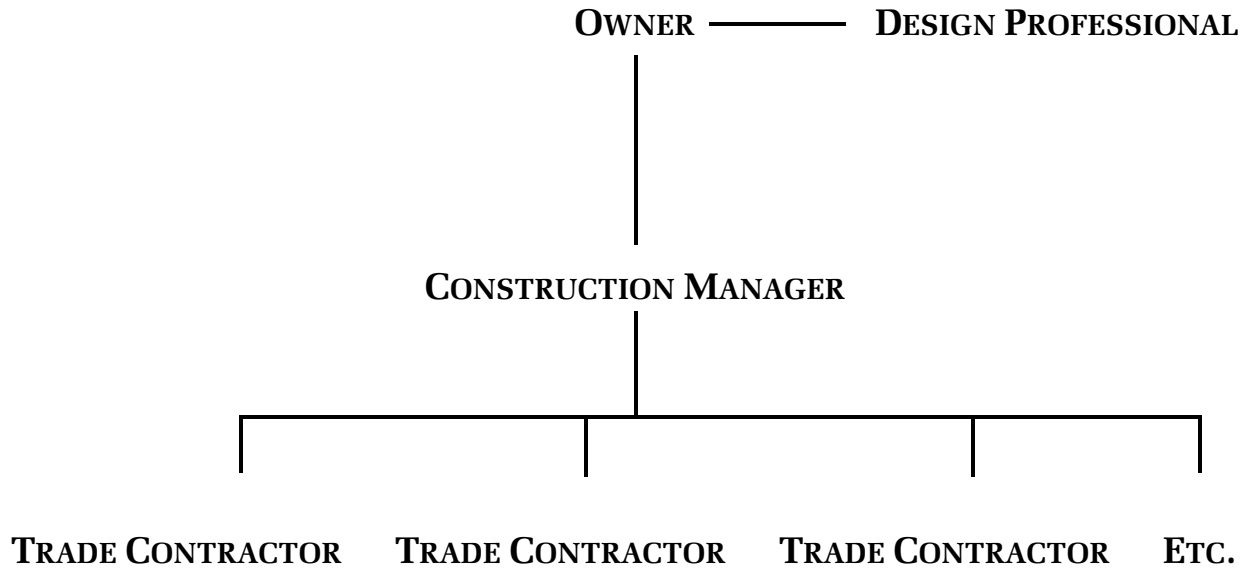 OWNER DESIGN PROFESSIONAL
CONSTRUCTION MANAGER
TRADE CONTRACTOR TRADE CONTRACTOR TRADE CONTRACTOR ETC.